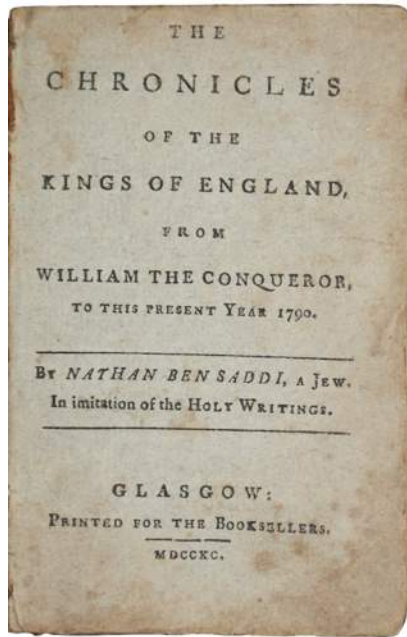 THE
CHRONICLES
OF THE
KINGS OF ENGLAND,
FROM
WILLIAM THE CONQUEROR,
TO THIS PRESENT YEAR 1790.
BY NATHAN BEN SADDI, A JEW.
In imitation of the HOLY WRITINGS.
GLASGOW:
PRINTED FOR THE BOOKSELLERS.
MDCCXC.